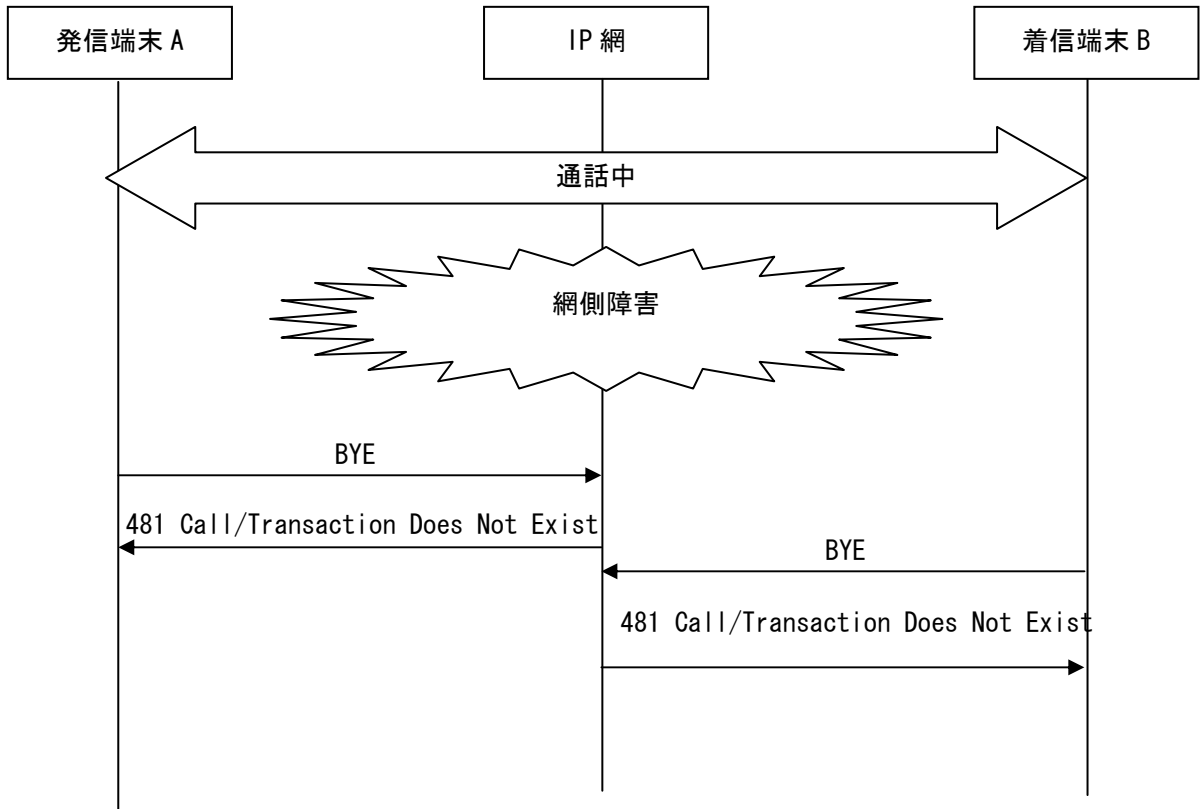 発信端末 A
IP 網
着信端末 B
通話中
網側障害
BYE
481 Call/Transaction Does Not Exist
BYE
481 Call/Transaction Does Not Exist